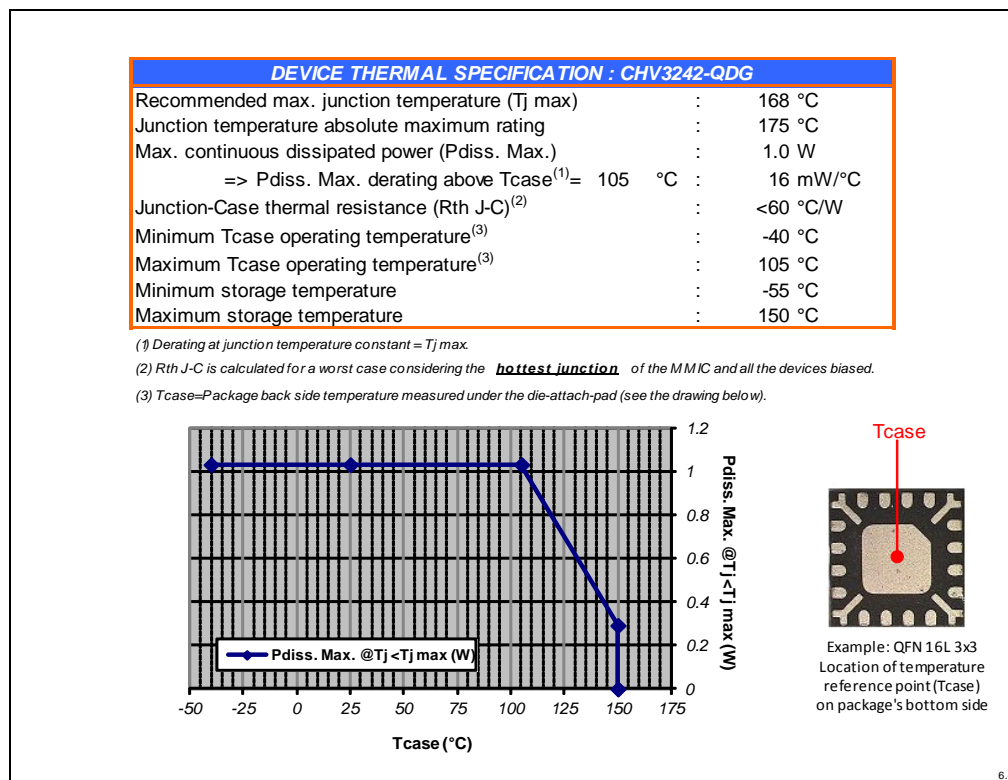 DEVICE THERMAL SPECIFICATION : CHV3242-QDG
Recommended max. junction temperature (Tj max) : 168 °C
Junction temperature absolute maximum rating : 175 °C
Max. continuous dissipated power (Pdiss. Max.) : 1.0 W
=> Pdiss. Max. derating above Tcase(1)= 105 °C : 16 mW/°C
Junction-Case thermal resistance (Rth J-C)(2) : <60 °C/W
Minimum Tcase operating temperature(3) : -40 °C
Maximum Tcase operating temperature(3) : 105 °C
Minimum storage temperature : -55 °C
Maximum storage temperature : 150 °C
(1) Derating at junction temperature constant = Tj max.
(2) Rth J-C is calculated for a worst case considering the hottest junction of the MMIC and all the devices biased.
(3) Tcase=Package back side temperature measured under the die-attach-pad (see the drawing below).
1.2
1
0.8
0.6
0.4
0.2
0
Pdiss. Max. @Tj <Tj max (W)
Pdiss. Max. @Tj <Tj max (W)
-50 -25 0 25 50 75 100 125 150 175
Tcase (°C)
Tcase
Example: QFN 16L 3x3
Location of temperature
reference point (Tcase)
on package's bottom side
6.